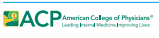 ACP American College of Physicians®
Leading Internal Medicine, Improving Lives